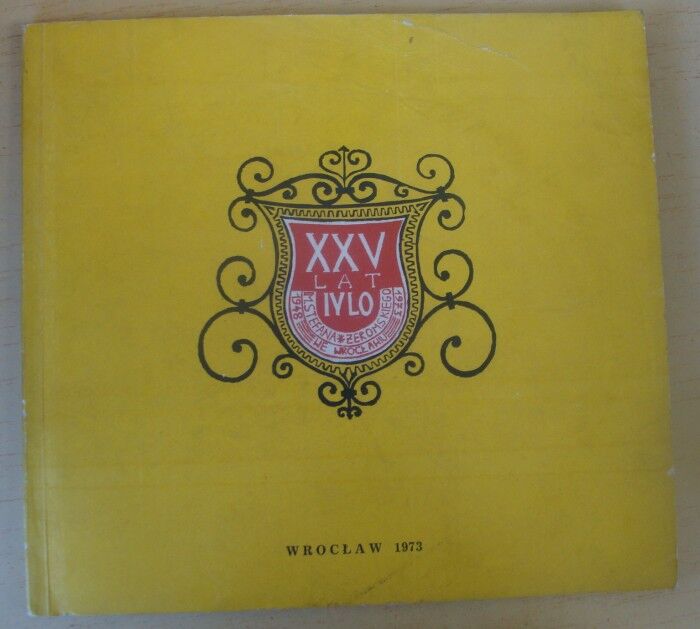 XXV
LAT
IVLO
1948 IM STEFANA * ŻEROMSKIEGO 1973
WE WROCŁAWIU
WROCŁAW 1973